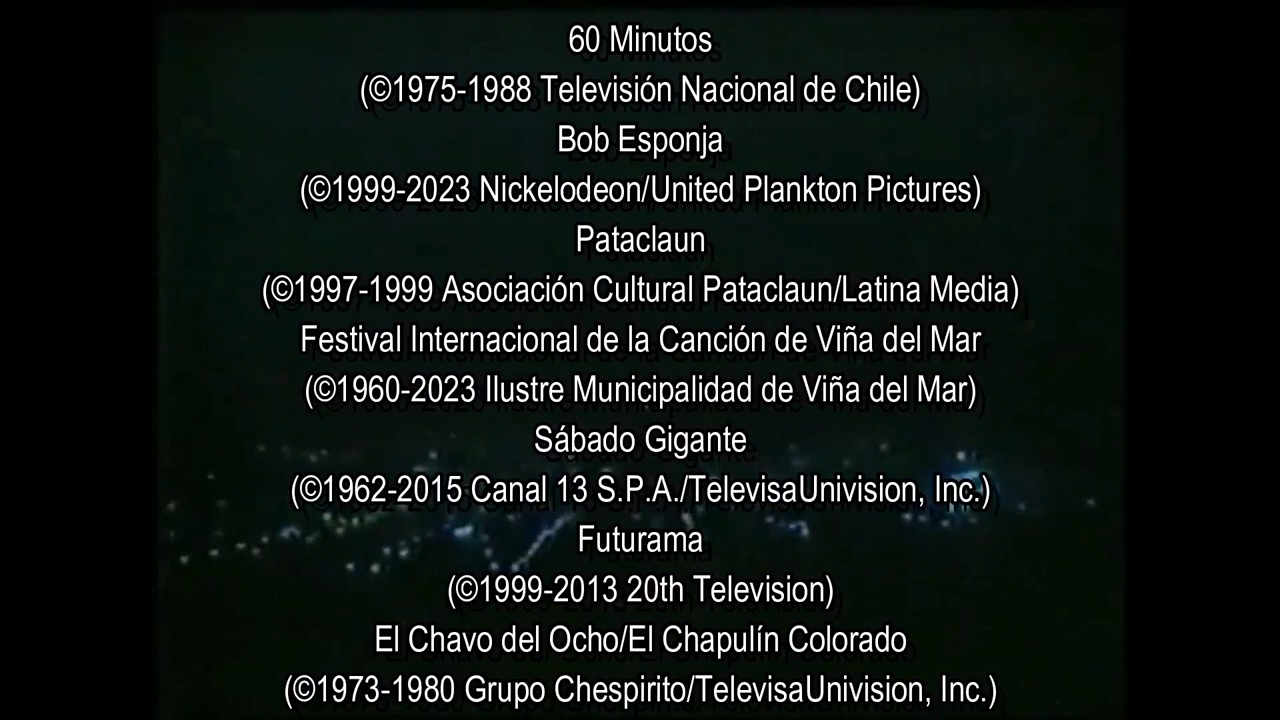 60 Minutos
(©1975-1988 Televisión Nacional de Chile)
Bob Esponja
(©1999-2023 Nickelodeon/United Plankton Pictures)
Pataclaun
(©1997-1999 Asociación Cultural Pataclaun/Latina Media)
Festival Internacional de la Canción de Viña del Mar
(©1960-2023 Ilustre Municipalidad de Viña del Mar)
Sábado Gigante
(©1962-2015 Canal 13 S.P.A./TelevisaUnivision, Inc.)
Futurama
(©1999-2013 20th Television)
El Chavo del Ocho/El Chapulín Colorado
(©1973-1980 Grupo Chespirito/TelevisaUnivision, Inc.)